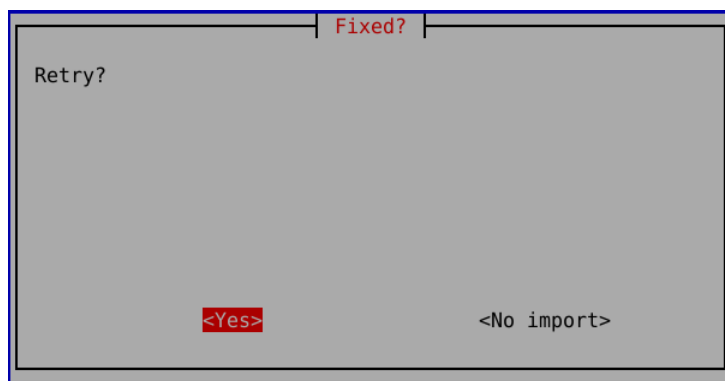 Fixed?
Retry?
<Yes> <No import>